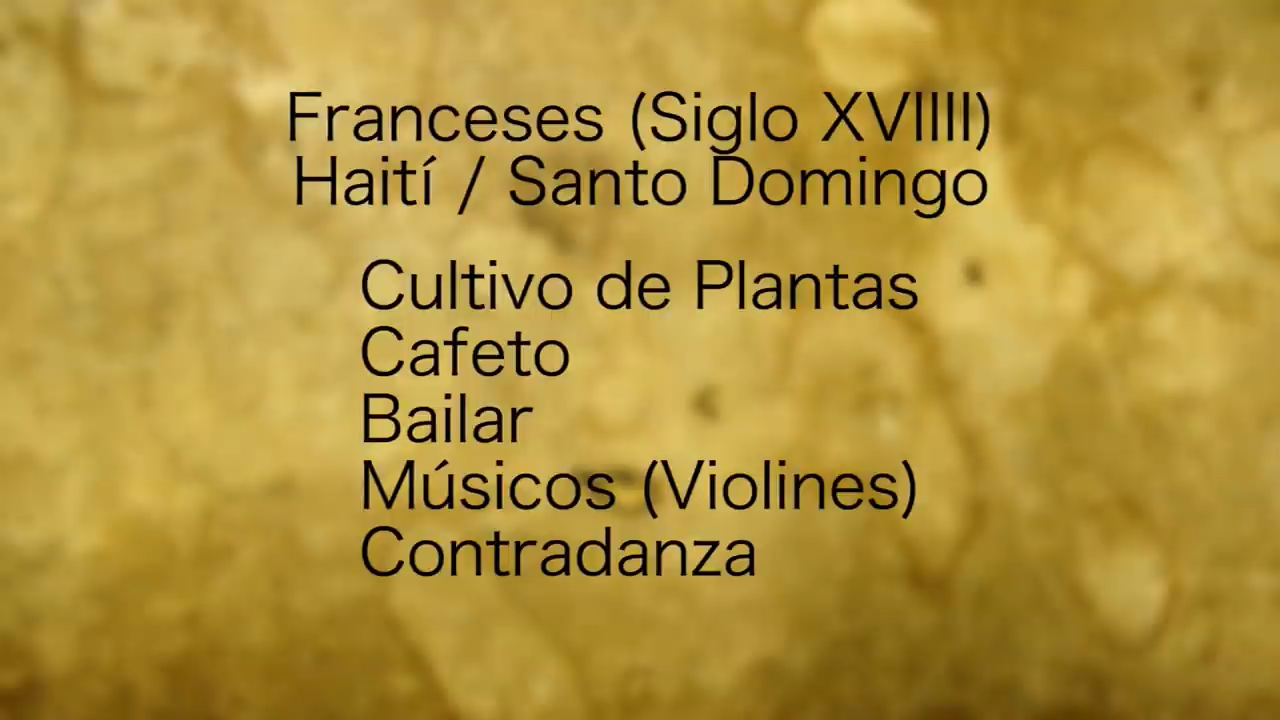 Franceses (Siglo XVIIII)
Haití / Santo Domingo
Cultivo de Plantas
Cafeto
Bailar
Músicos (Violines)
Contradanza